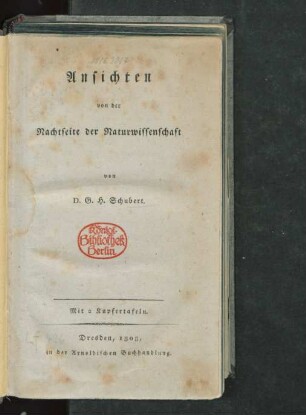 Ansichten
von der
Nachtseite der Naturwissenschaft
von
D. G. H. Schubert.
Königl.
Bibliothek
Berlin.
Mit 2 Kupfertafeln.
Dresden, 1808,
in der Arnoldischen Buchhandlung